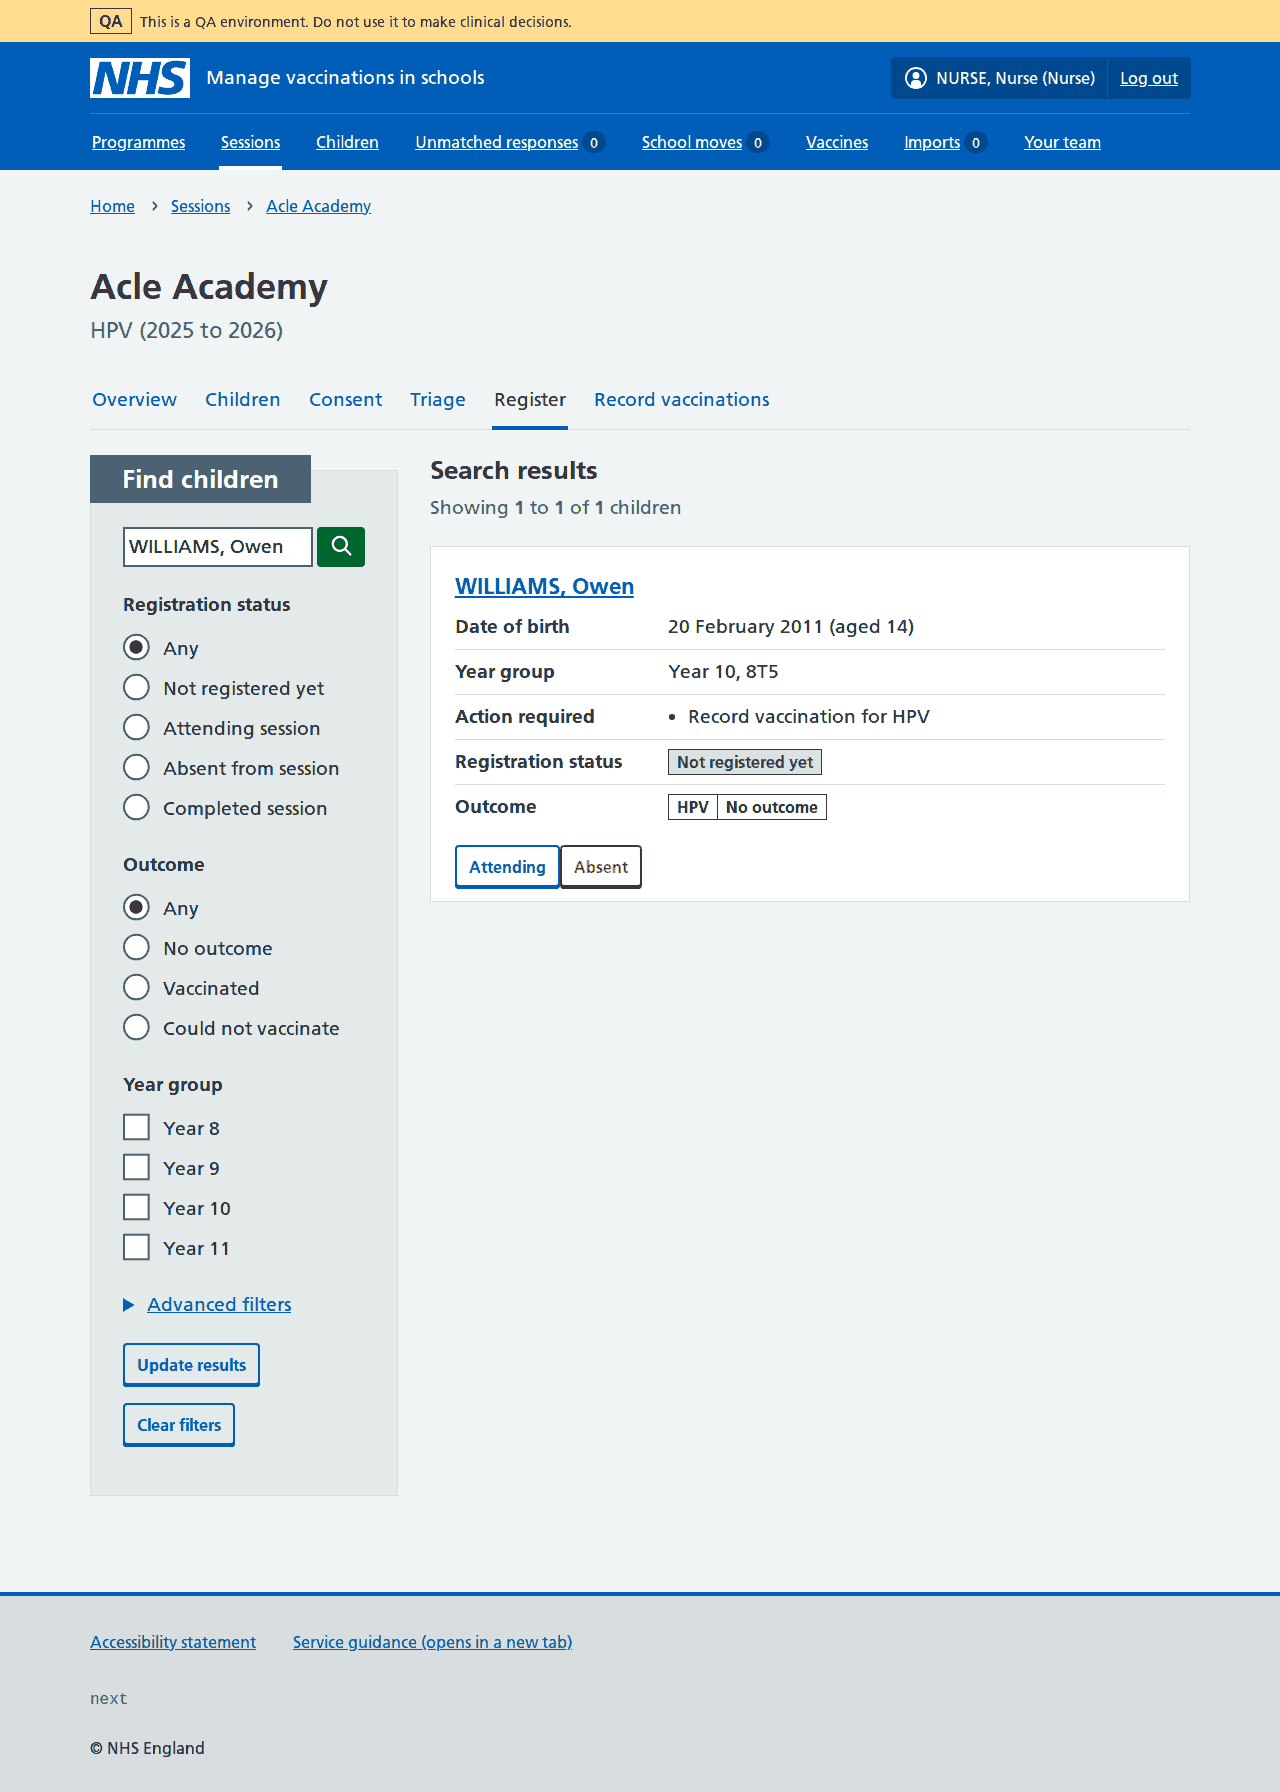 QA This is a QA environment. Do not use it to make clinical decisions.
NHS Manage vaccinations in schools NURSE, Nurse (Nurse) Log out
Programmes Sessions Children Unmatched responses 0 School moves 0 Vaccines Imports 0 Your team
Home Sessions Acle Academy
Acle Academy
HPV (2025 to 2026)
Overview Children Consent Triage Register Record vaccinations
Find children
WILLIAMS, Owen
Registration status
Any
Not registered yet
Attending session
Absent from session
Completed session
Outcome
Any
No outcome
Vaccinated
Could not vaccinate
Year group
Year 8
Year 9
Year 10
Year 11
Advanced filters
Update results
Clear filters
Search results
Showing 1 to 1 of 1 children
WILLIAMS, Owen
Date of birth 20 February 2011 (aged 14)
Year group Year 10, 8T5
Action required • Record vaccination for HPV
Registration status Not registered yet
Outcome HPV No outcome
Attending Absent
Accessibility statement Service guidance (opens in a new tab)
next
© NHS England